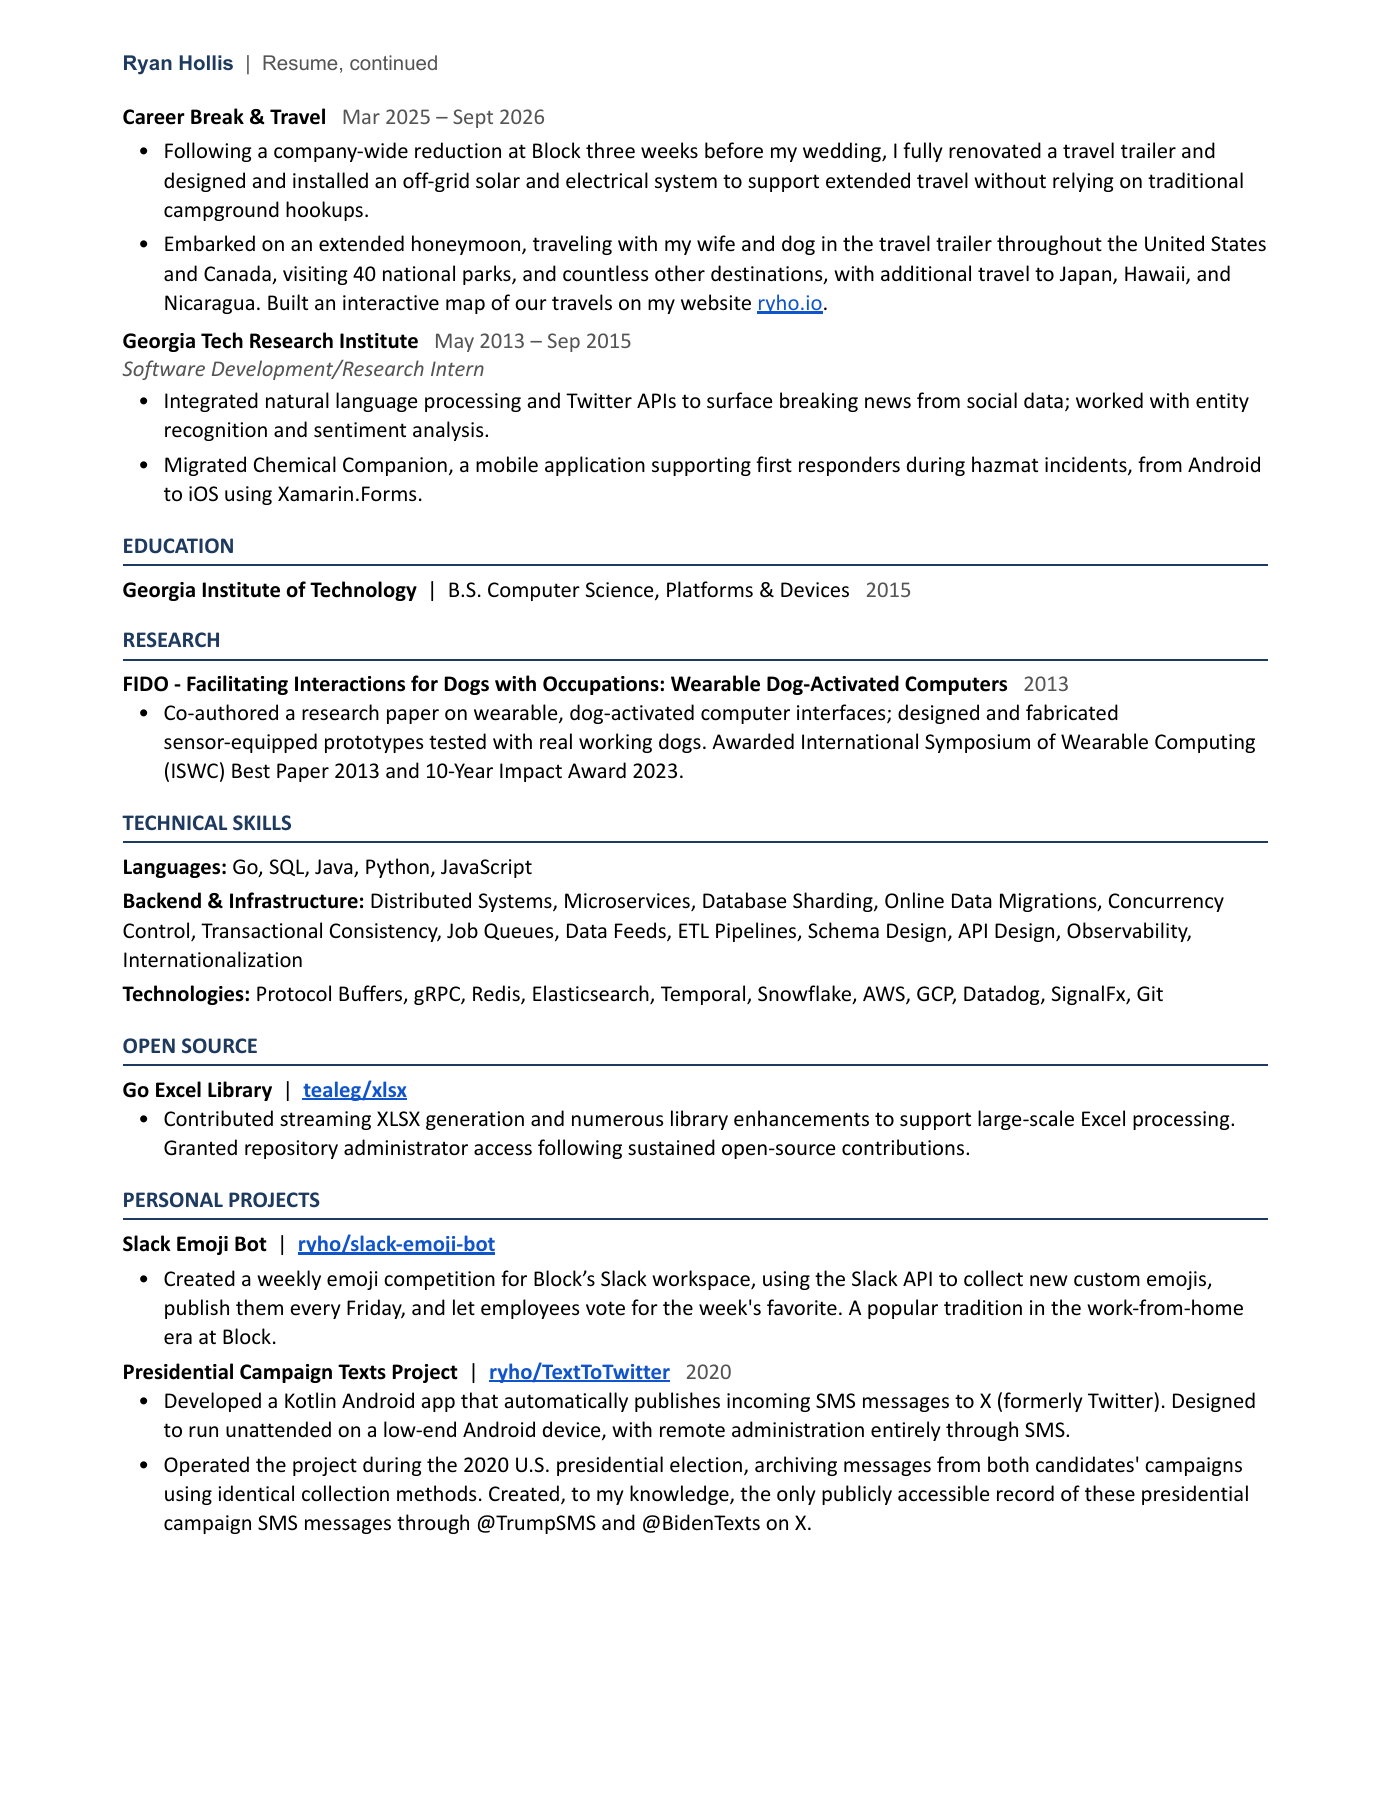 Ryan Hollis | Resume, continued
Career Break & Travel Mar 2025 – Sept 2026
• Following a company-wide reduction at Block three weeks before my wedding, I fully renovated a travel trailer and
designed and installed an off-grid solar and electrical system to support extended travel without relying on traditional
campground hookups.
• Embarked on an extended honeymoon, traveling with my wife and dog in the travel trailer throughout the United States
and Canada, visiting 40 national parks, and countless other destinations, with additional travel to Japan, Hawaii, and
Nicaragua. Built an interactive map of our travels on my website ryho.io.
Georgia Tech Research Institute May 2013 – Sep 2015
Software Development/Research Intern
• Integrated natural language processing and Twitter APIs to surface breaking news from social data; worked with entity
recognition and sentiment analysis.
• Migrated Chemical Companion, a mobile application supporting first responders during hazmat incidents, from Android
to iOS using Xamarin.Forms.
EDUCATION
Georgia Institute of Technology | B.S. Computer Science, Platforms & Devices 2015
RESEARCH
FIDO - Facilitating Interactions for Dogs with Occupations: Wearable Dog-Activated Computers 2013
• Co-authored a research paper on wearable, dog-activated computer interfaces; designed and fabricated
sensor-equipped prototypes tested with real working dogs. Awarded International Symposium of Wearable Computing
(ISWC) Best Paper 2013 and 10-Year Impact Award 2023.
TECHNICAL SKILLS
Languages: Go, SQL, Java, Python, JavaScript
Backend & Infrastructure: Distributed Systems, Microservices, Database Sharding, Online Data Migrations, Concurrency
Control, Transactional Consistency, Job Queues, Data Feeds, ETL Pipelines, Schema Design, API Design, Observability,
Internationalization
Technologies: Protocol Buffers, gRPC, Redis, Elasticsearch, Temporal, Snowflake, AWS, GCP, Datadog, SignalFx, Git
OPEN SOURCE
Go Excel Library | tealeg/xlsx
• Contributed streaming XLSX generation and numerous library enhancements to support large-scale Excel processing.
Granted repository administrator access following sustained open-source contributions.
PERSONAL PROJECTS
Slack Emoji Bot | ryho/slack-emoji-bot
• Created a weekly emoji competition for Block’s Slack workspace, using the Slack API to collect new custom emojis,
publish them every Friday, and let employees vote for the week's favorite. A popular tradition in the work-from-home
era at Block.
Presidential Campaign Texts Project | ryho/TextToTwitter 2020
• Developed a Kotlin Android app that automatically publishes incoming SMS messages to X (formerly Twitter). Designed
to run unattended on a low-end Android device, with remote administration entirely through SMS.
• Operated the project during the 2020 U.S. presidential election, archiving messages from both candidates' campaigns
using identical collection methods. Created, to my knowledge, the only publicly accessible record of these presidential
campaign SMS messages through @TrumpSMS and @BidenTexts on X.